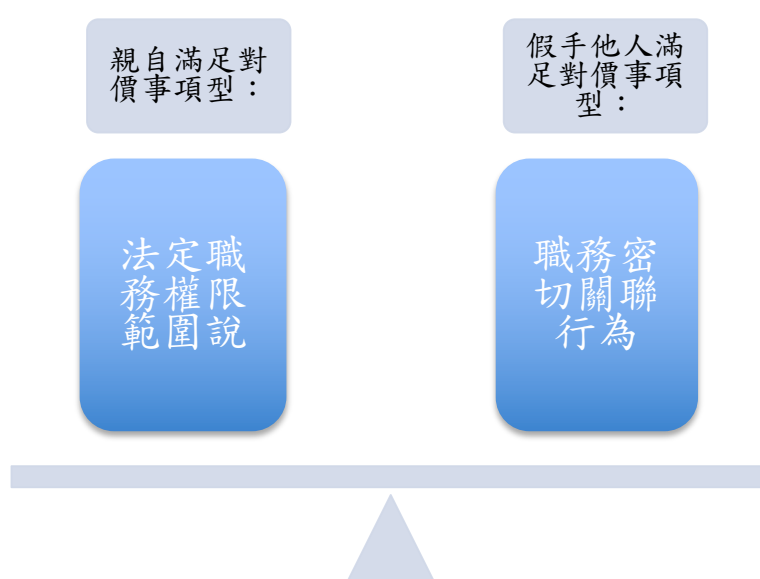 親自滿足對
價事項型：
假手他人滿
足對價事項
型：
法定職
務權限
範圍說
職務密
切關聯
行為